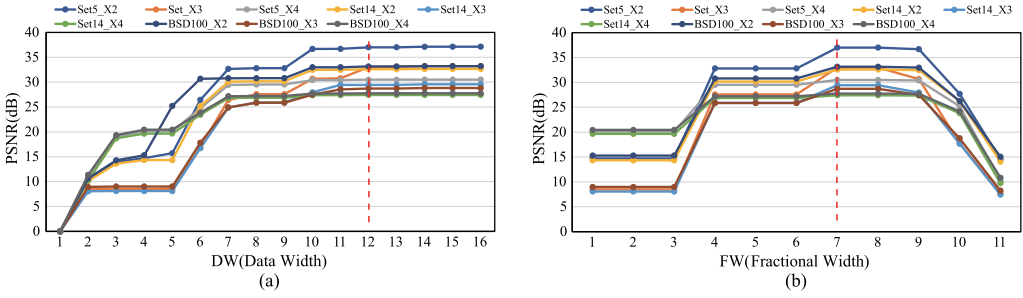 Set5_X2 Set_X3 Set5_X4 Set14_X2 Set14_X3
Set14_X4 BSD100_X2 BSD100_X3 BSD100_X4
40
35
30
25
20
15
10
5
0
PSNR(dB)
1 2 3 4 5 6 7 8 9 10 11 12 13 14 15 16
DW(Data Width)
(a)
Set5_X2 Set_X3 Set5_X4 Set14_X2 Set14_X3
Set14_X4 BSD100_X2 BSD100_X3 BSD100_X4
40
35
30
25
20
15
10
5
0
PSNR(dB)
1 2 3 4 5 6 7 8 9 10 11
FW(Fractional Width)
(b)